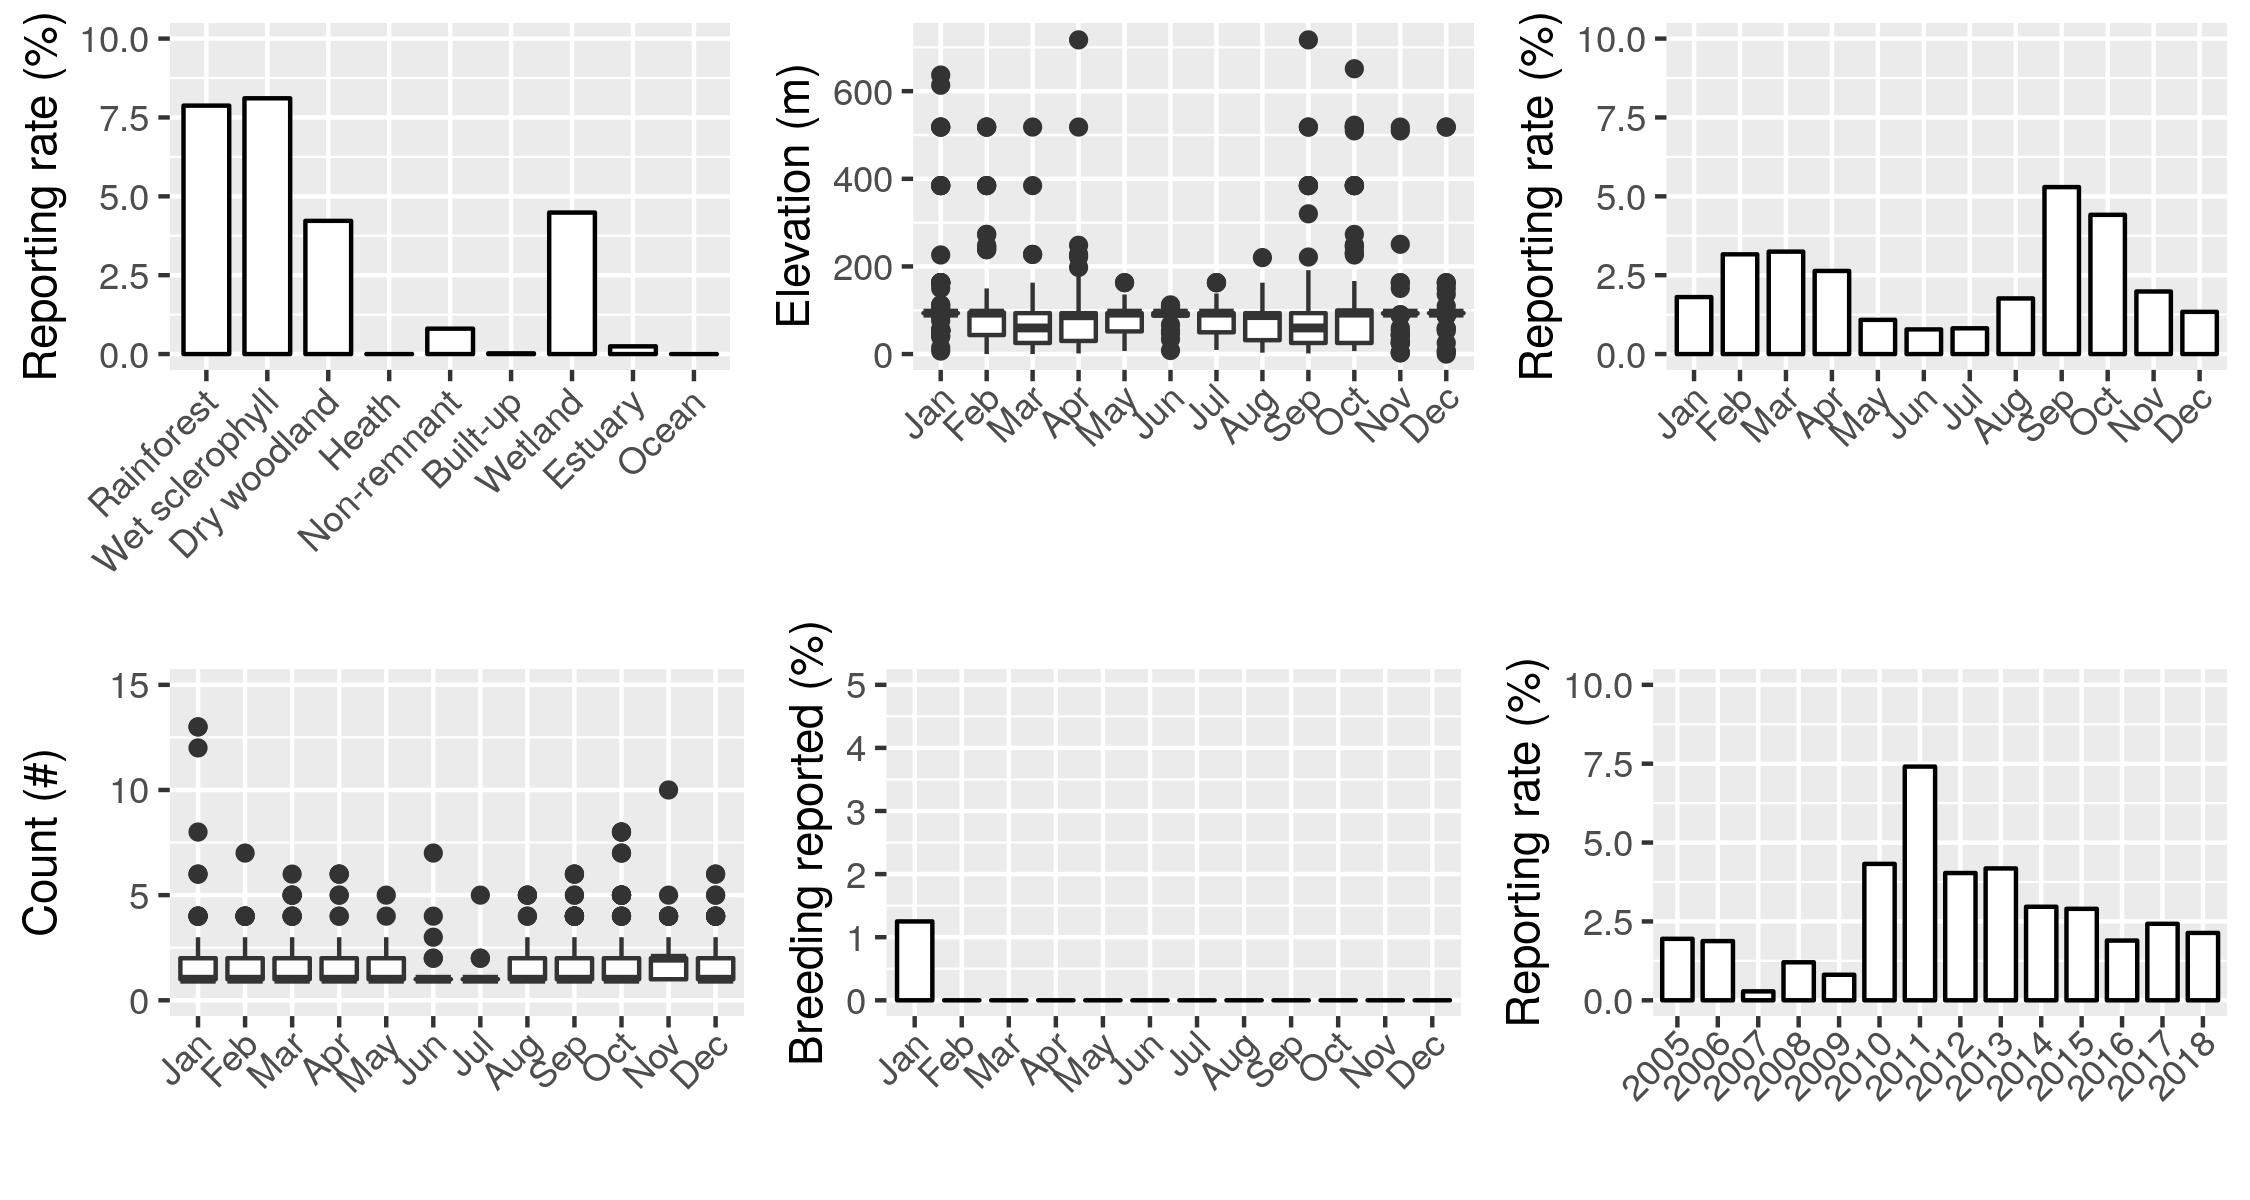 Reporting rate (%)
10.0
7.5
5.0
2.5
0.0
Rainforest
Wet sclerophyll
Dry woodland
Heath
Non-remnant
Built-up
Wetland
Estuary
Ocean
Elevation (m)
600
400
200
0
Jan
Feb
Mar
Apr
May
Jun
Jul
Aug
Sep
Oct
Nov
Dec
Reporting rate (%)
10.0
7.5
5.0
2.5
0.0
Jan
Feb
Mar
Apr
May
Jun
Jul
Aug
Sep
Oct
Nov
Dec
Count (#)
15
10
5
0
Jan
Feb
Mar
Apr
May
Jun
Jul
Aug
Sep
Oct
Nov
Dec
Breeding reported (%)
5
4
3
2
1
0
Jan
Feb
Mar
Apr
May
Jun
Jul
Aug
Sep
Oct
Nov
Dec
Reporting rate (%)
10.0
7.5
5.0
2.5
0.0
2005
2006
2007
2008
2009
2010
2011
2012
2013
2014
2015
2016
2017
2018